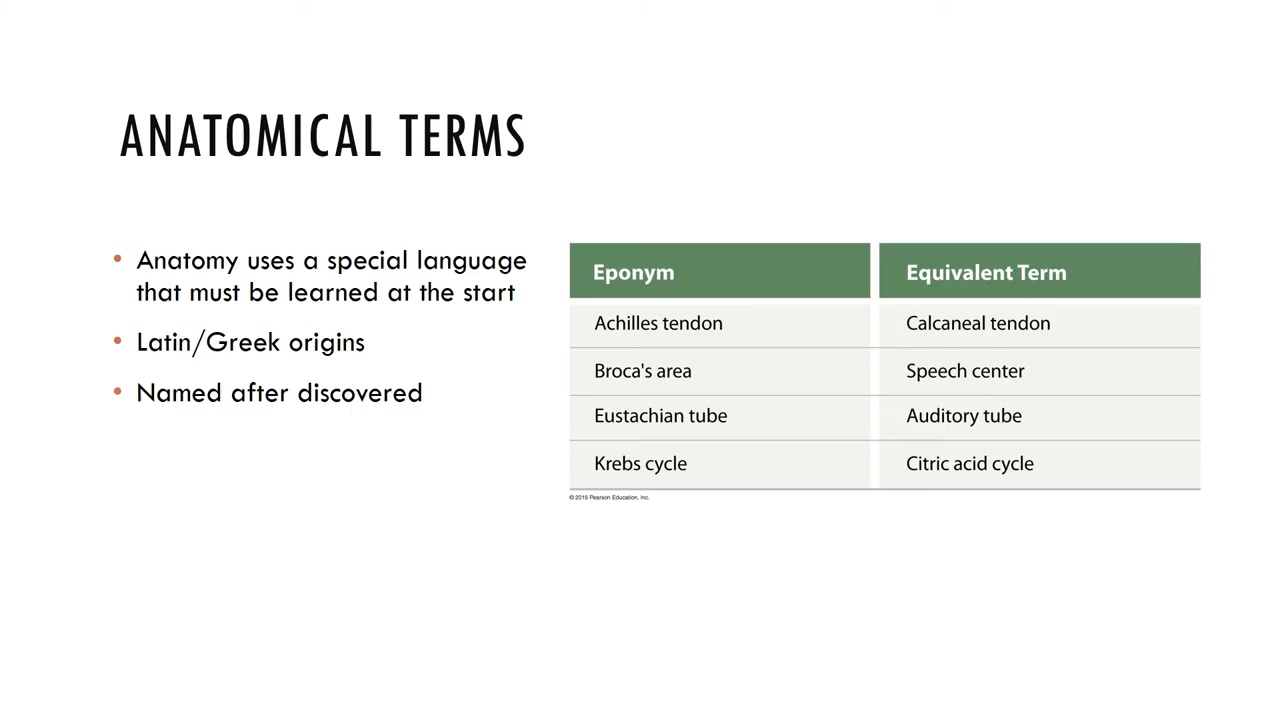 ANATOMICAL TERMS
• Anatomy uses a special language
that must be learned at the start
• Latin/Greek origins
• Named after discovered
Eponym Equivalent Term
Achilles tendon Calcaneal tendon
Broca's area Speech center
Eustachian tube Auditory tube
Krebs cycle Citric acid cycle
© 2015 Pearson Education, Inc.